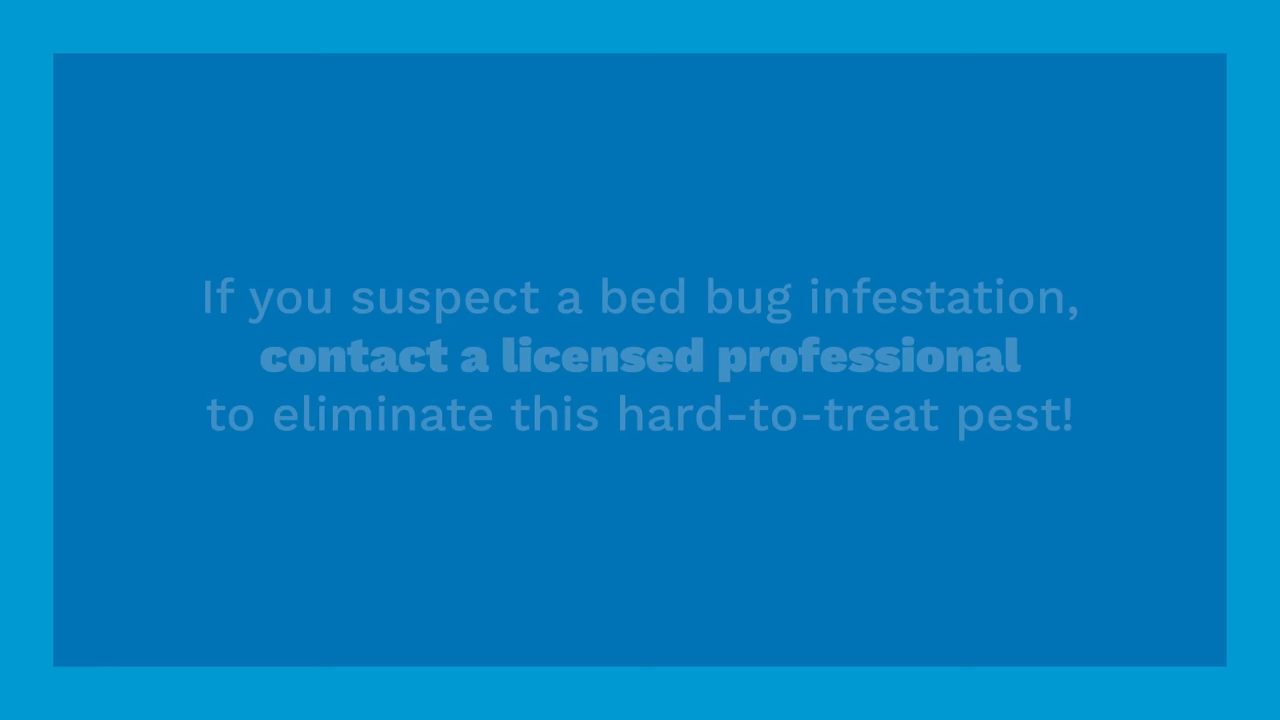 If you suspect a bed bug infestation,
contact a licensed professional
to eliminate this hard-to-treat pest!